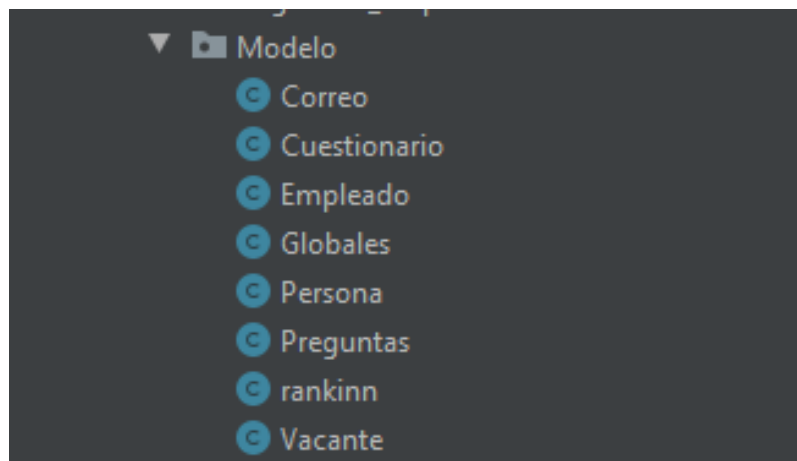 Modelo
Correo
Cuestionario
Empleado
Globales
Persona
Preguntas
rankinn
Vacante